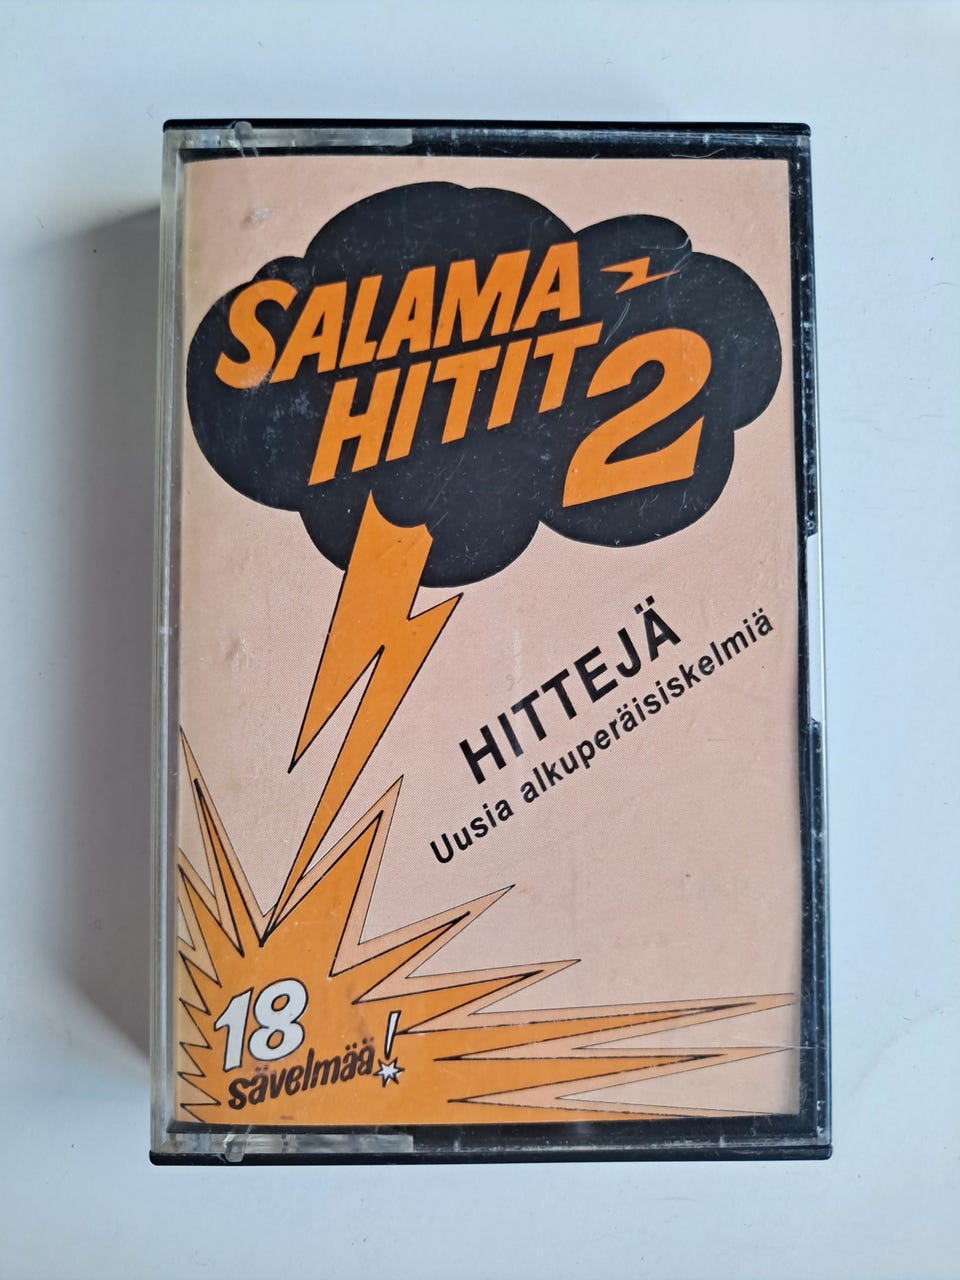 SALAMA-
HITIT 2
HITTEJÄ
Uusia alkuperäisiskelmiä
18
sävelmää!